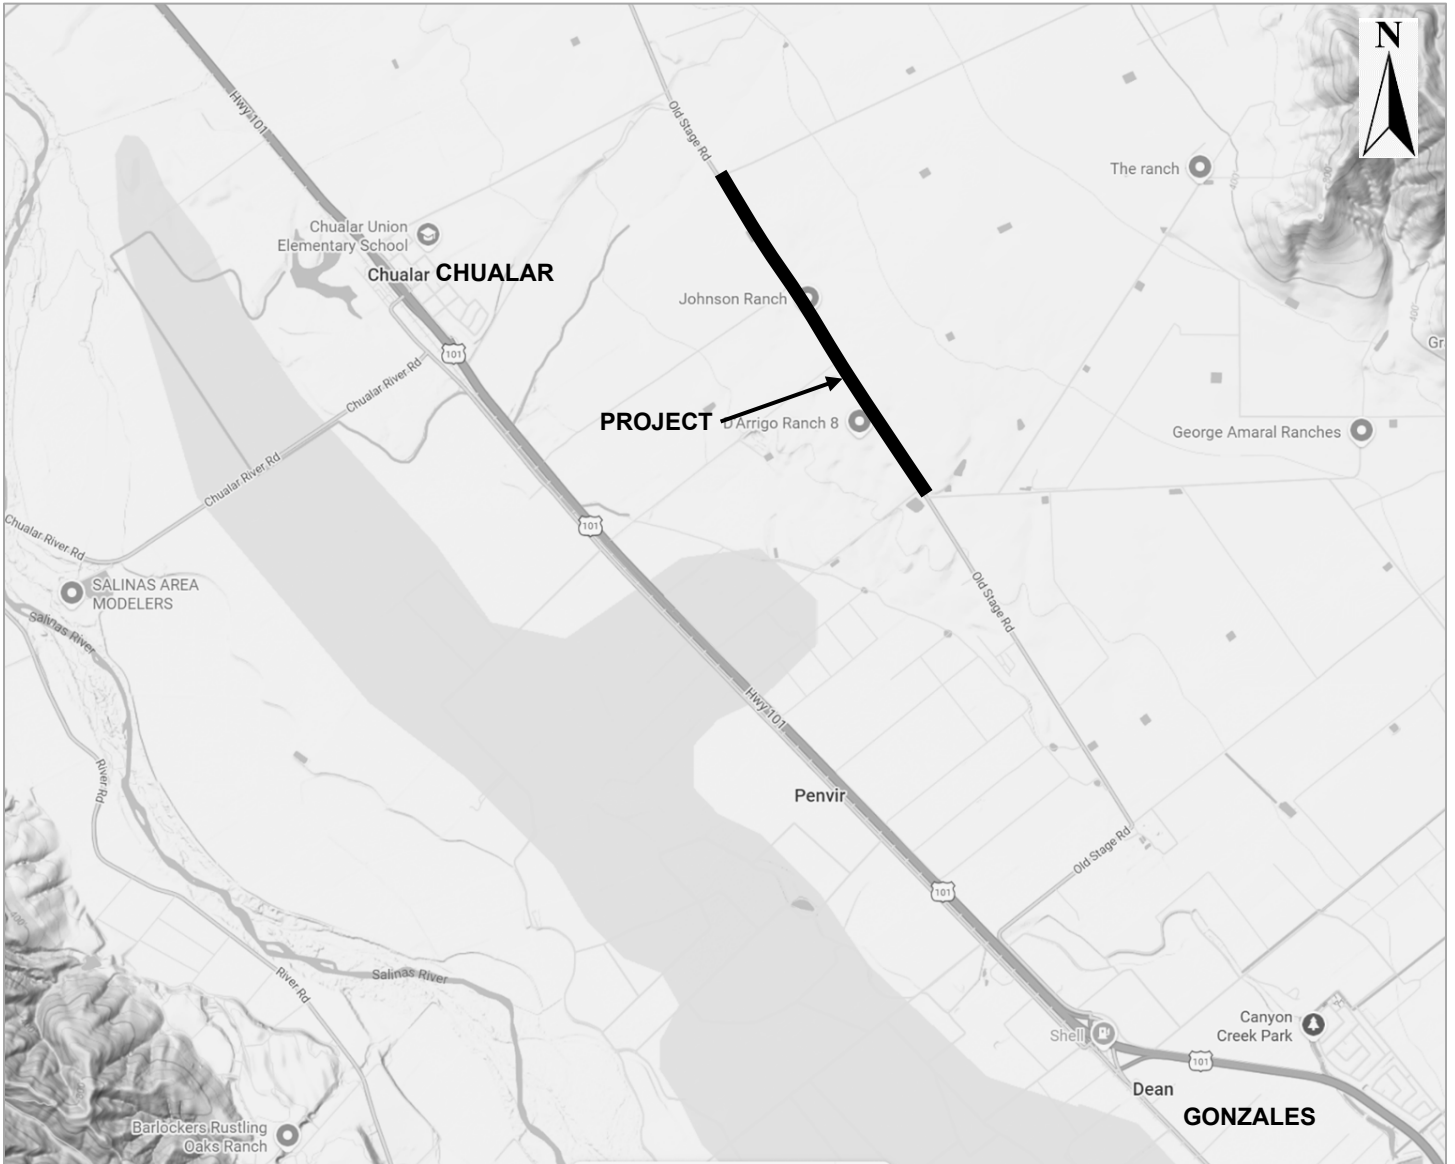 N
Hwy 101
Old Stage Rd
The ranch
Chualar Union
Elementary School
Chualar CHUALAR
Johnson Ranch
101
Chualar River Rd
PROJECT
D'Arrigo Ranch 8
George Amaral Ranches
Gr
400'
400'
Chualar River Rd
101
Chualar River Rd
SALINAS AREA
MODELERS
Salinas River
Old Stage Rd
Hwy 101
River Rd
Penvir
Old Stage Rd
101
Salinas River
River Rd
Canyon
Creek Park
Shell
101
Dean
GONZALES
Barlockers Rustling
Oaks Ranch